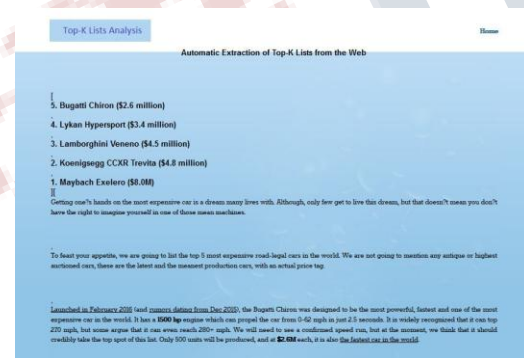 Top-K Lists Analysis
Home
Automatic Extraction of Top-K Lists from the Web
[
5. Bugatti Chiron ($2.6 million)
,
4. Lykan Hypersport ($3.4 million)
,
3. Lamborghini Veneno ($4.5 million)
,
2. Koenigsegg CCXR Trevita ($4.8 million)
,
1. Maybach Exelero ($8.0M)
][
Getting one?s hands on the most expensive car is a dream many lives with. Although, only few get to live this dream, but that doesn?t mean you don?t
have the right to imagine yourself in one of those mean machines.
,
To feast your appetite, we are going to list the top 5 most expensive road-legal cars in the world. We are not going to mention any antique or highest
auctioned cars, these are the latest and the meanest production cars, with an actual price tag.
,
Launched in February 2016 (and rumors dating from Dec 2015), the Bugatti Chiron was designed to be the most powerful, fastest and one of the most
expensive car in the world. It has a 1500 hp engine which can propel the car from 0-62 mph in just 2.5 seconds. It is widely recognized that it can top
270 mph, but some argue that it can even reach 280+ mph. We will need to see a confirmed speed run, but at the moment, we think that it should
credibly take the top spot of this list. Only 500 units will be produced, and at $2.6M each, it is also the fastest car in the world.